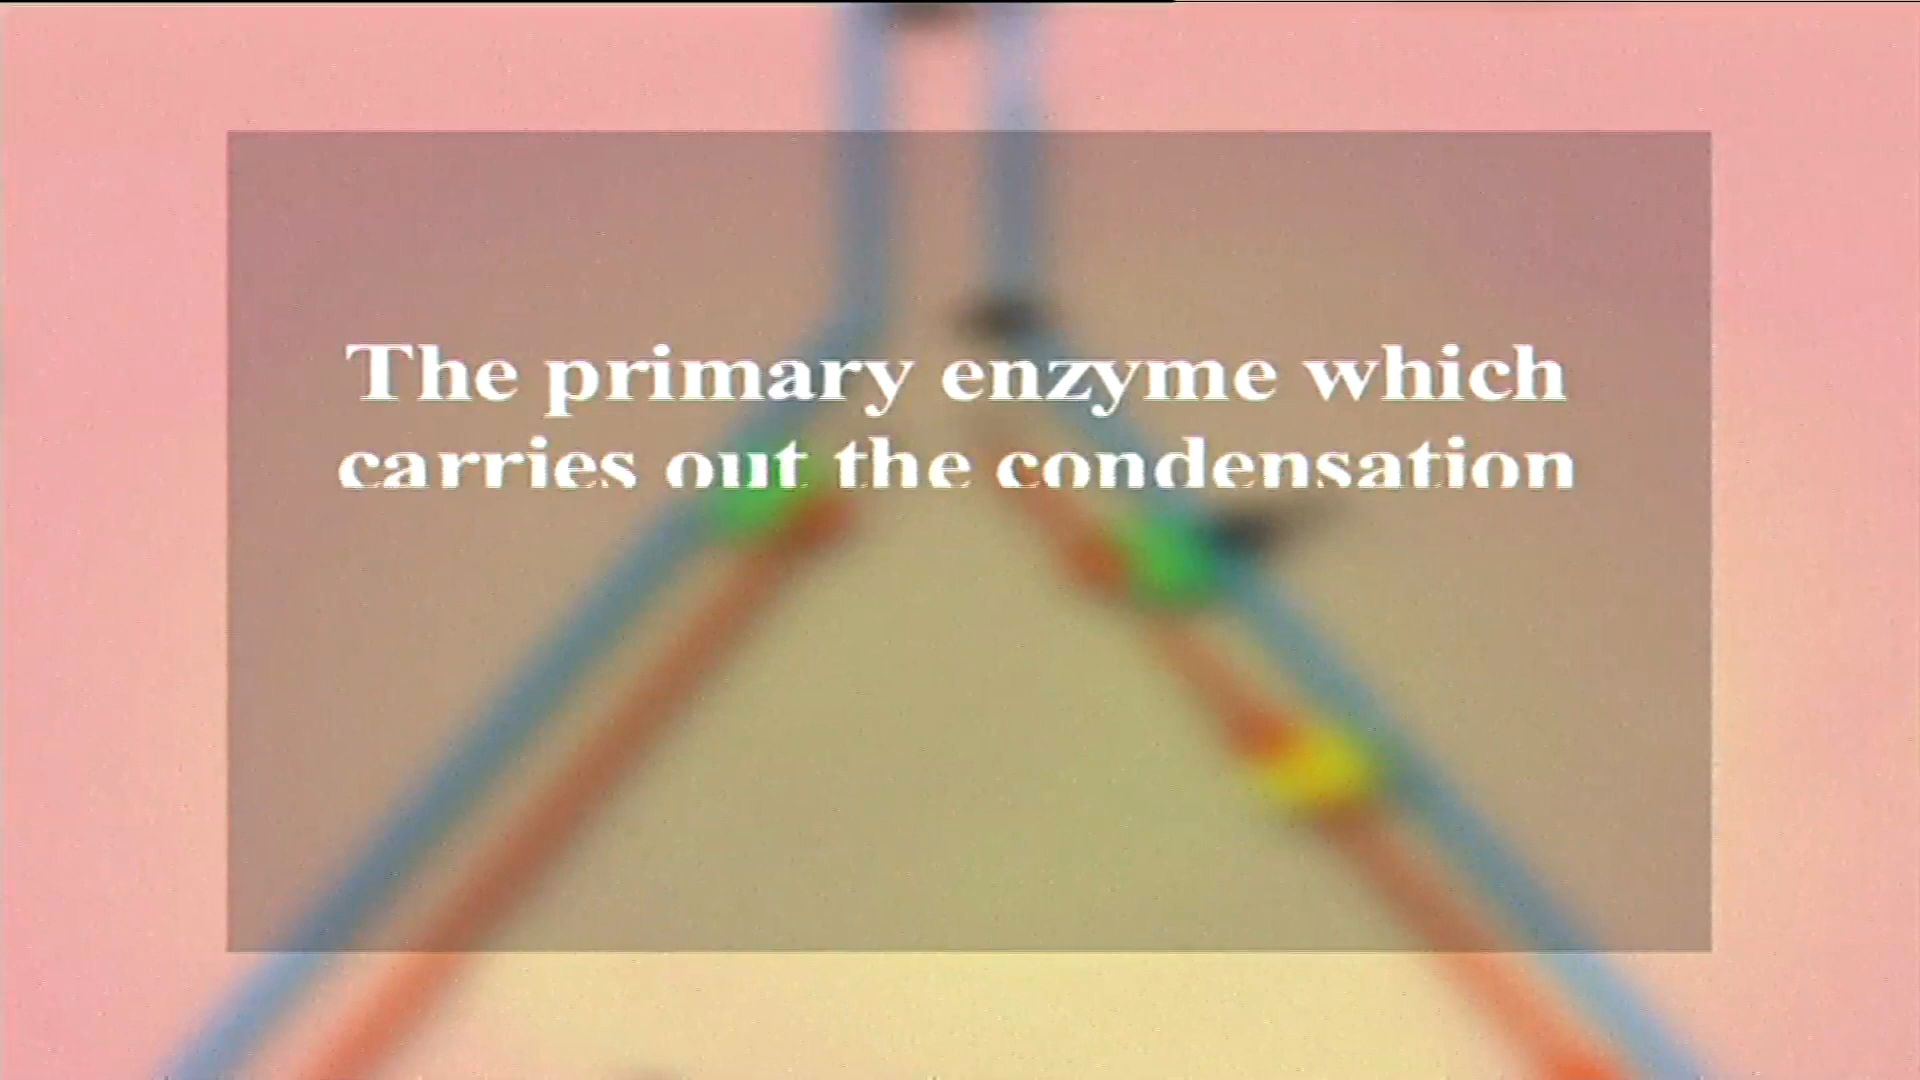 The primary enzyme which
carries out the condensation